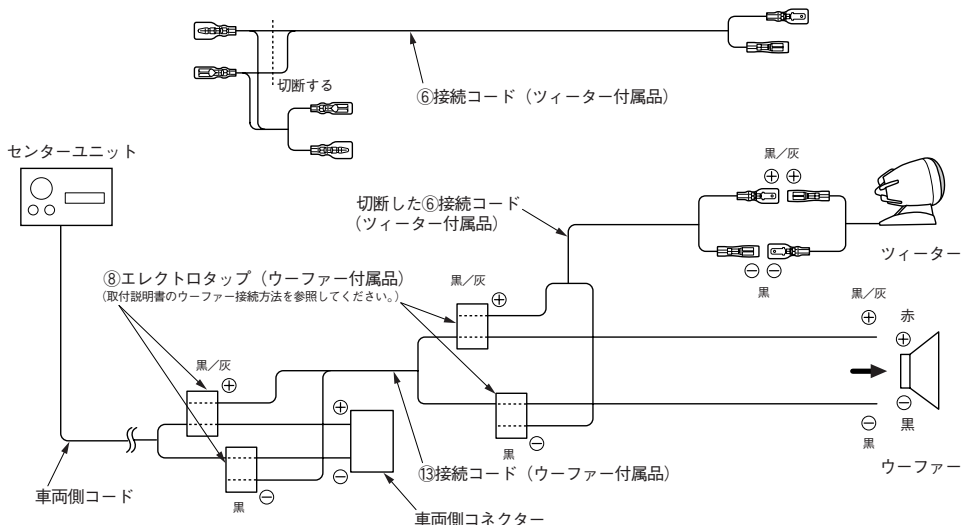 切断する
⑥接続コード（ツィーター付属品）
センターユニット
黒／灰
⊕ ⊕
切断した⑥接続コード
（ツィーター付属品）
ツィーター
⊖ ⊖
黒
⑧エレクトロタップ（ウーファー付属品）
（取付説明書のウーファー接続方法を参照してください。）
黒／灰
⊕
黒／灰
⊕
赤
⊕
黒／灰
⊕
⊕
⊖
黒
⊖
黒
⊖
黒
ウーファー
⊖
黒
⊖
⑬接続コード（ウーファー付属品）
車両側コード
車両側コネクター